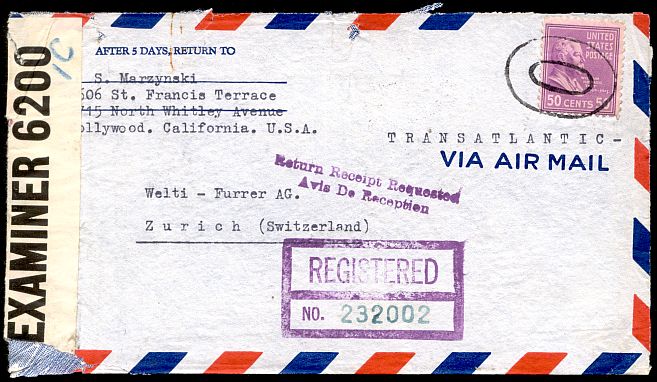 EXAMINER 6200
1C
AFTER 5 DAYS, RETURN TO
S. Marzynski
606 St. Francis Terrace
715 North Whitley Avenue
ollywood. California. U.S.A.
UNITED
STATES
POSTAGE
50 CENTS 5
TRANSATLANTIC-
VIA AIR MAIL
Return Receipt Requested
Avis De Reception
Welti - Furrer AG.
Zurich (Switzerland)
REGISTERED
NO. 232002